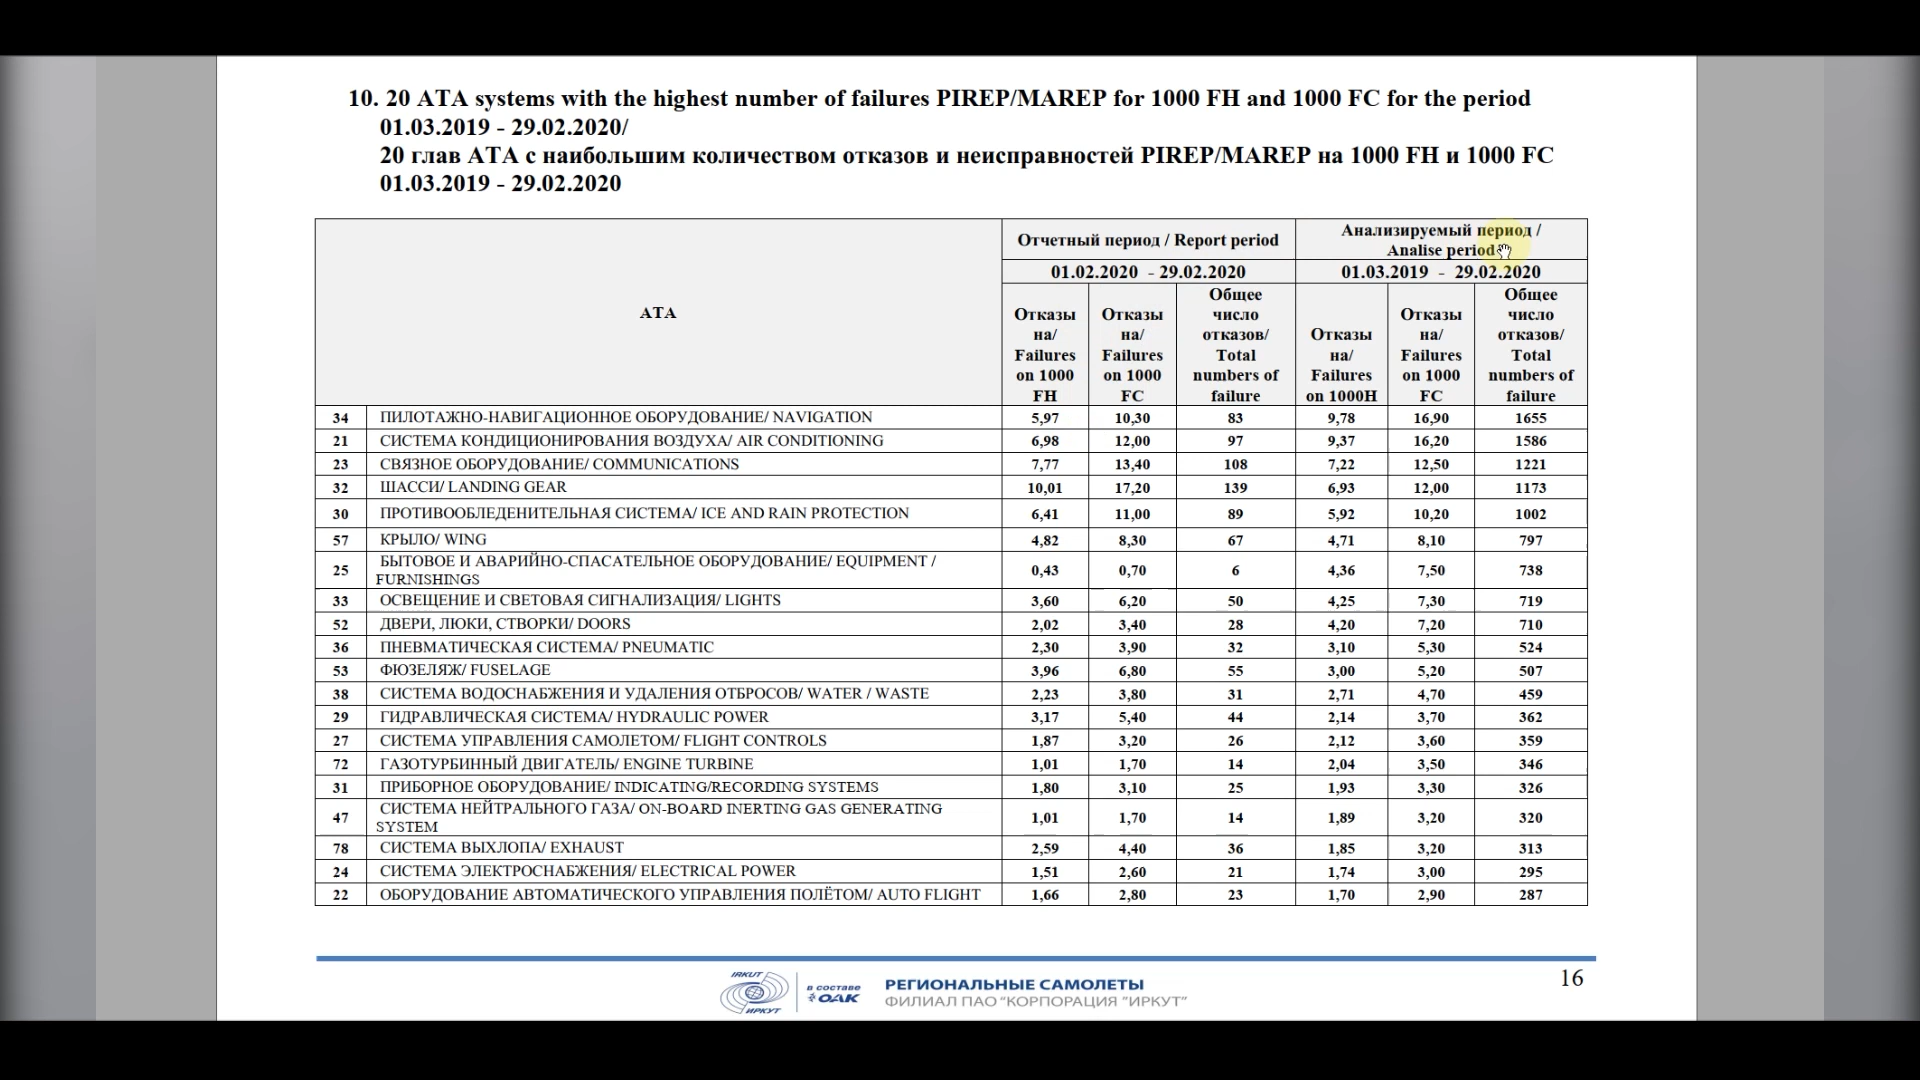 10. 20 ATA systems with the highest number of failures PIREP/MAREP for 1000 FH and 1000 FC for the period
01.03.2019 - 29.02.2020/
20 глав АТА с наибольшим количеством отказов и неисправностей PIREP/MAREP на 1000 FH и 1000 FC
01.03.2019 - 29.02.2020
АТА
Отчетный период / Report period
Анализируемый период /
Analise period
01.02.2020 - 29.02.2020
01.03.2019 - 29.02.2020
Отказы
на/
Failures
on 1000
FH
Отказы
на/
Failures
on 1000
FC
Общее
число
отказов/
Total
numbers of
failure
Отказы
на/
Failures
on 1000H
Отказы
на/
Failures
on 1000
FC
Общее
число
отказов/
Total
numbers of
failure
34 ПИЛОТАЖНО-НАВИГАЦИОННОЕ ОБОРУДОВАНИЕ/ NAVIGATION 5,97 10,30 83 9,78 16,90 1655
21 СИСТЕМА КОНДИЦИОНИРОВАНИЯ ВОЗДУХА/ AIR CONDITIONING 6,98 12,00 97 9,37 16,20 1586
23 СВЯЗНОЕ ОБОРУДОВАНИЕ/ COMMUNICATIONS 7,77 13,40 108 7,22 12,50 1221
32 ШАССИ/ LANDING GEAR 10,01 17,20 139 6,93 12,00 1173
30 ПРОТИВООБЛЕДЕНИТЕЛЬНАЯ СИСТЕМА/ ICE AND RAIN PROTECTION 6,41 11,00 89 5,92 10,20 1002
57 КРЫЛО/ WING 4,82 8,30 67 4,71 8,10 797
25 БЫТОВОЕ И АВАРИЙНО-СПАСАТЕЛЬНОЕ ОБОРУДОВАНИЕ/ EQUIPMENT /
FURNISHINGS 0,43 0,70 6 4,36 7,50 738
33 ОСВЕЩЕНИЕ И СВЕТОВАЯ СИГНАЛИЗАЦИЯ/ LIGHTS 3,60 6,20 50 4,25 7,30 719
52 ДВЕРИ, ЛЮКИ, СТВОРКИ/ DOORS 2,02 3,40 28 4,20 7,20 710
36 ПНЕВМАТИЧЕСКАЯ СИСТЕМА/ PNEUMATIC 2,30 3,90 32 3,10 5,30 524
53 ФЮЗЕЛЯЖ/ FUSELAGE 3,96 6,80 55 3,00 5,20 507
38 СИСТЕМА ВОДОСНАБЖЕНИЯ И УДАЛЕНИЯ ОТБРОСОВ/ WATER / WASTE 2,23 3,80 31 2,71 4,70 459
29 ГИДРАВЛИЧЕСКАЯ СИСТЕМА/ HYDRAULIC POWER 3,17 5,40 44 2,14 3,70 362
27 СИСТЕМА УПРАВЛЕНИЯ САМОЛЕТОМ/ FLIGHT CONTROLS 1,87 3,20 26 2,12 3,60 359
72 ГАЗОТУРБИННЫЙ ДВИГАТЕЛЬ/ ENGINE TURBINE 1,01 1,70 14 2,04 3,50 346
31 ПРИБОРНОЕ ОБОРУДОВАНИЕ/ INDICATING/RECORDING SYSTEMS 1,80 3,10 25 1,93 3,30 326
47 СИСТЕМА НЕЙТРАЛЬНОГО ГАЗА/ ON-BOARD INERTING GAS GENERATING
SYSTEM 1,01 1,70 14 1,89 3,20 320
78 СИСТЕМА ВЫХЛОПА/ EXHAUST 2,59 4,40 36 1,85 3,20 313
24 СИСТЕМА ЭЛЕКТРОСНАБЖЕНИЯ/ ELECTRICAL POWER 1,51 2,60 21 1,74 3,00 295
22 ОБОРУДОВАНИЕ АВТОМАТИЧЕСКОГО УПРАВЛЕНИЯ ПОЛЁТОМ/ AUTO FLIGHT 1,66 2,80 23 1,70 2,90 287
IRKUT
ИРКУТ
в составе
ОАК
РЕГИОНАЛЬНЫЕ САМОЛЕТЫ
ФИЛИАЛ ПАО "КОРПОРАЦИЯ "ИРКУТ"
16